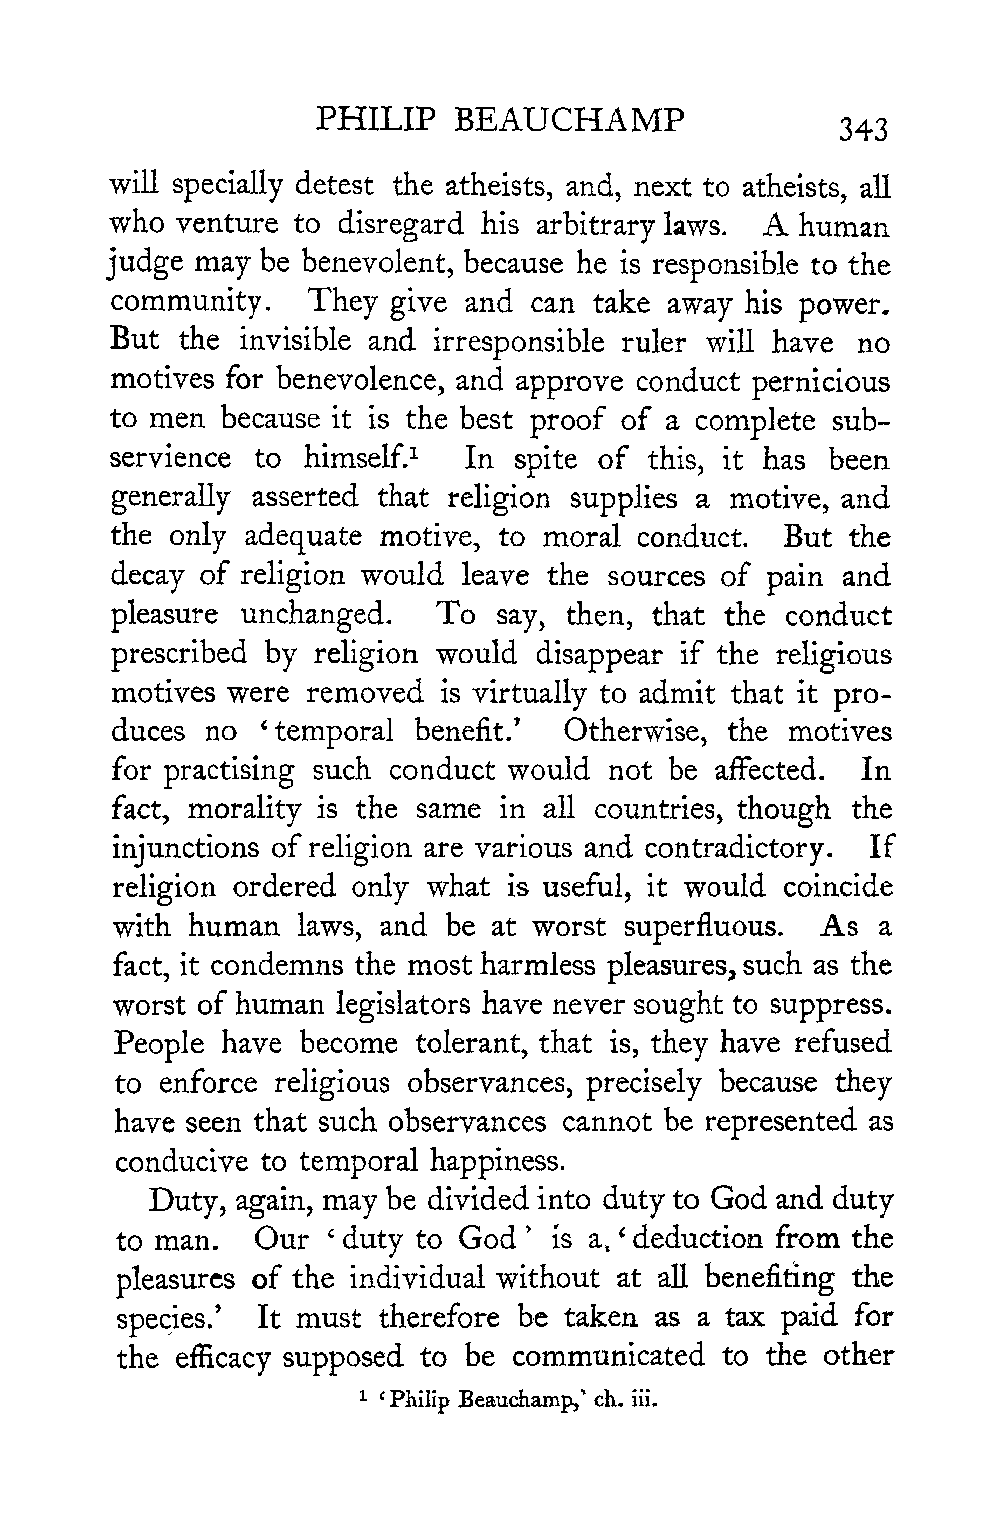 PHILIP BEAUCHAMP 343
will specially detest the atheists, and, next to atheists, all
who venture to disregard his arbitrary laws. A human
judge may be benevolent, because he is responsible to the
community. They give and can take away his power.
But the invisible and irresponsible ruler will have no
motives for benevolence, and approve conduct pernicious
to men because it is the best proof of a complete sub-
servience to himself.¹ In spite of this, it has been
generally asserted that religion supplies a motive, and
the only adequate motive, to moral conduct. But the
decay of religion would leave the sources of pain and
pleasure unchanged. To say, then, that the conduct
prescribed by religion would disappear if the religious
motives were removed is virtually to admit that it pro-
duces no ‘temporal benefit.’ Otherwise, the motives
for practising such conduct would not be affected. In
fact, morality is the same in all countries, though the
injunctions of religion are various and contradictory. If
religion ordered only what is useful, it would coincide
with human laws, and be at worst superfluous. As a
fact, it condemns the most harmless pleasures, such as the
worst of human legislators have never sought to suppress.
People have become tolerant, that is, they have refused
to enforce religious observances, precisely because they
have seen that such observances cannot be represented as
conducive to temporal happiness.
Duty, again, may be divided into duty to God and duty
to man. Our ‘duty to God’ is a ‘deduction from the
pleasures of the individual without at all benefiting the
species.’ It must therefore be taken as a tax paid for
the efficacy supposed to be communicated to the other
¹ ‘Philip Beauchamp,’ ch. iii.